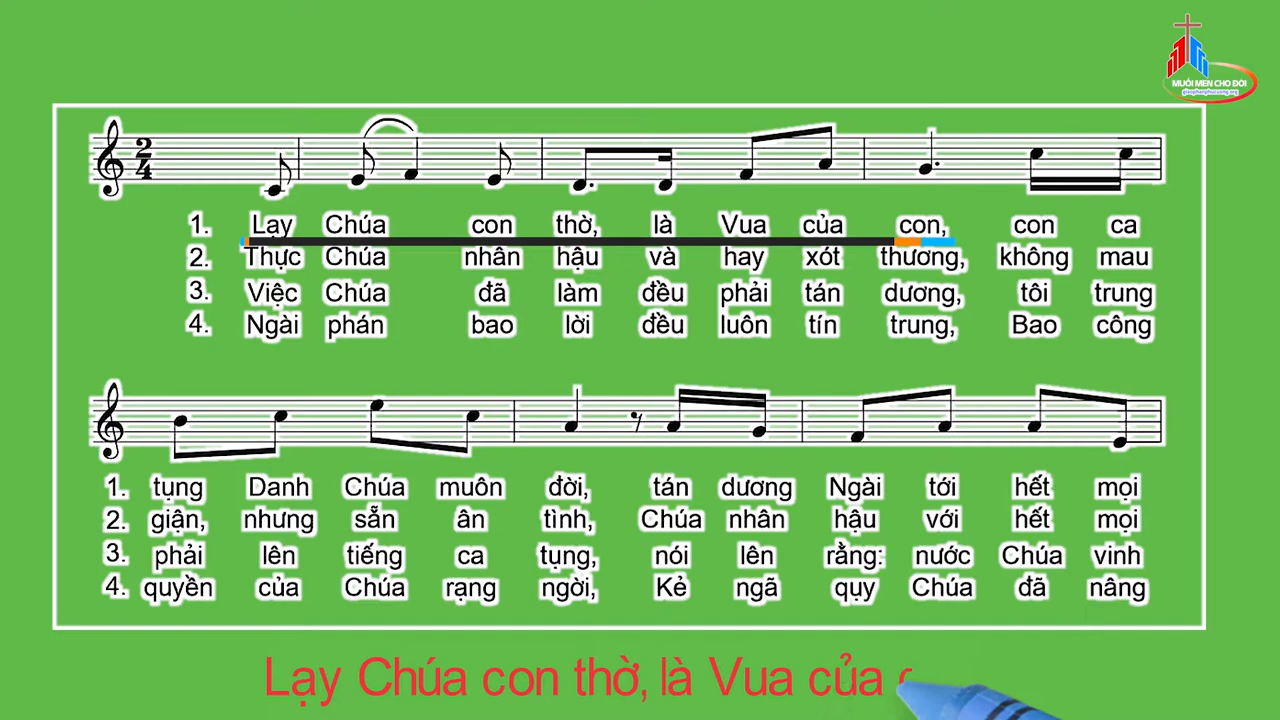 MUỐI MEN CHO ĐỜI
giaophanphucuong.org
2
4
1. Lạy Chúa con thờ, là Vua của con, con ca
2. Thực Chúa nhân hậu và hay xót thương, không mau
3. Việc Chúa đã làm đều phải tán dương, tôi trung
4. Ngài phán bao lời đều luôn tín trung, Bao công
1. tụng Danh Chúa muôn đời, tán dương Ngài tới hết mọi
2. giận, nhưng sẵn ân tình, Chúa nhân hậu với hết mọi
3. phải lên tiếng ca tụng, nói lên rằng: nước Chúa vinh
4. quyền của Chúa rạng ngời, Kẻ ngã quỵ Chúa đã nâng
Lạy Chúa con thờ, là Vua của